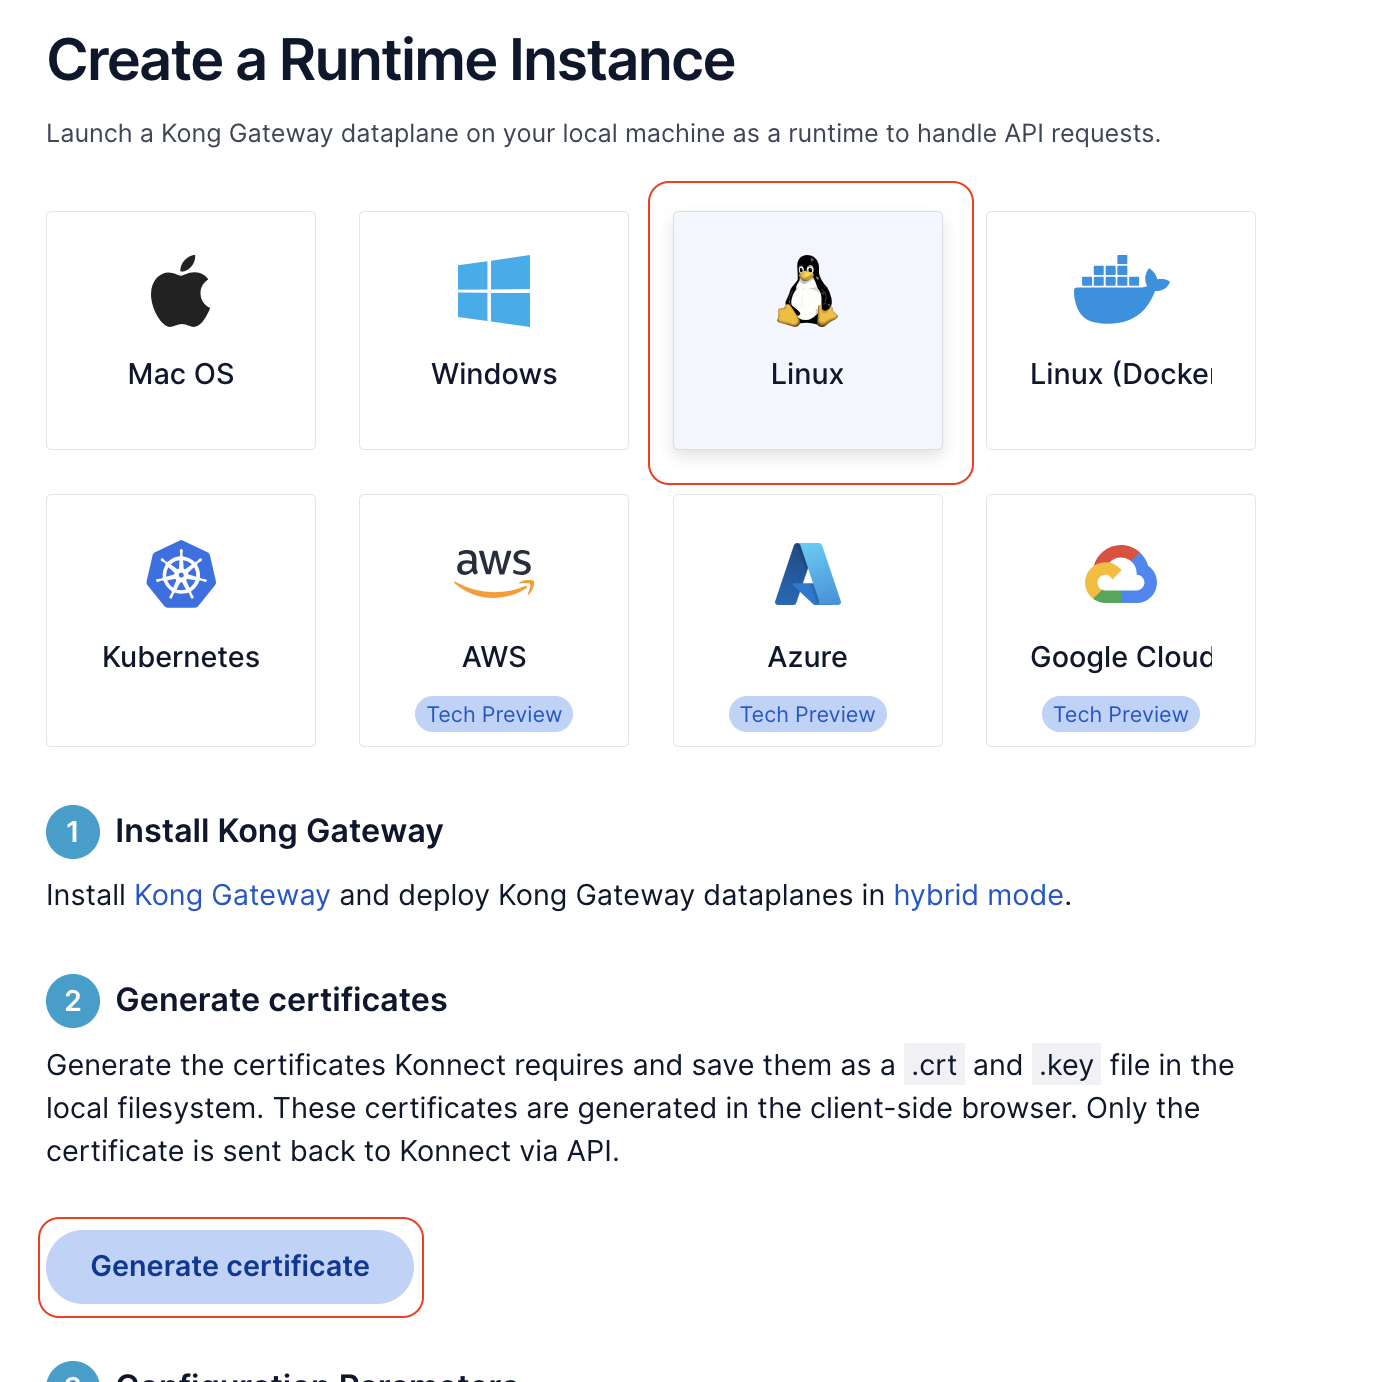 Create a Runtime Instance
Launch a Kong Gateway dataplane on your local machine as a runtime to handle API requests.
Mac OS
Windows
Linux
Linux (Docker
aws
Kubernetes
AWS
Azure
Google Cloud
Tech Preview
Tech Preview
Tech Preview
1 Install Kong Gateway
Install Kong Gateway and deploy Kong Gateway dataplanes in hybrid mode.
2 Generate certificates
Generate the certificates Konnect requires and save them as a .crt and .key file in the
local filesystem. These certificates are generated in the client-side browser. Only the
certificate is sent back to Konnect via API.
Generate certificate
3 Configuration Parameters